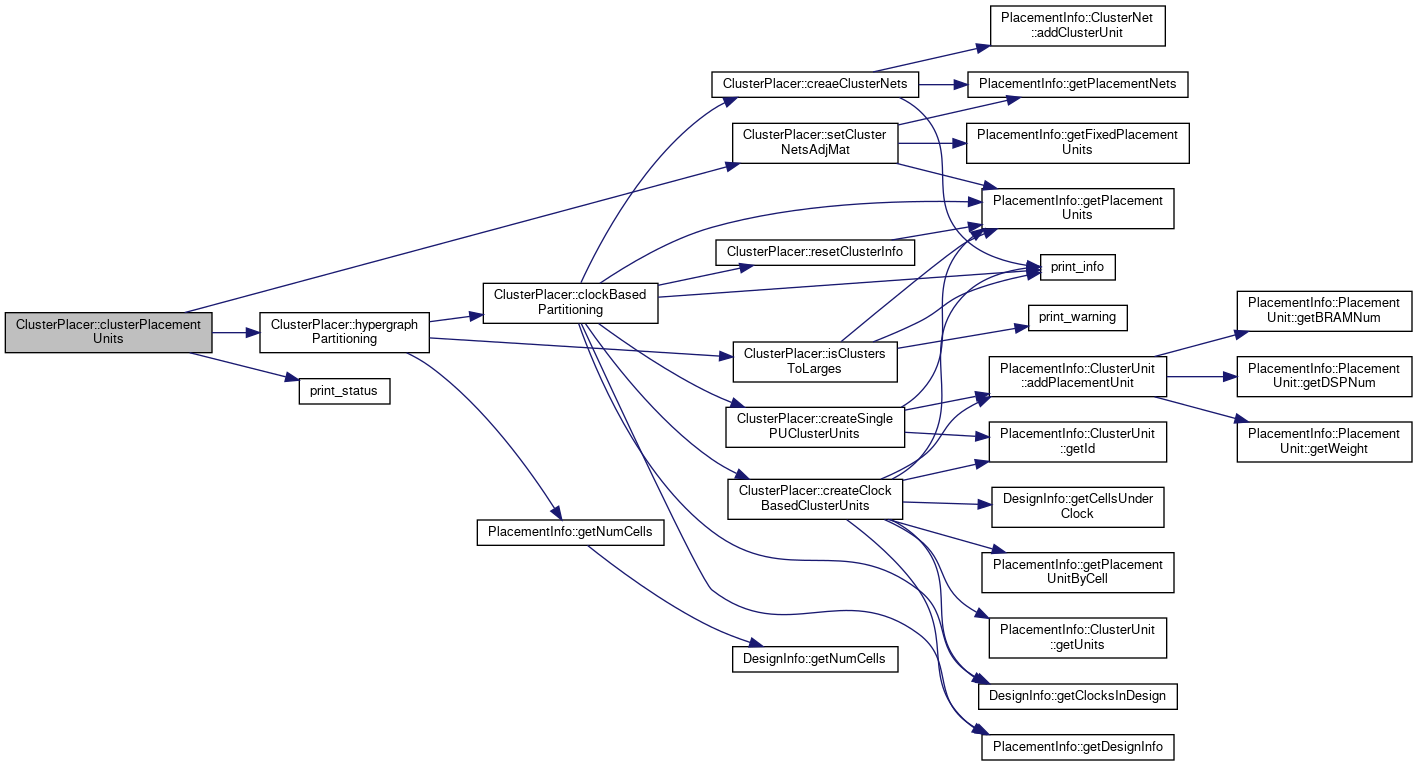 ClusterPlacer::clusterPlacement
Units
ClusterPlacer::hypergraph
Partitioning
print_status
ClusterPlacer::clockBased
Partitioning
PlacementInfo::getNumCells
ClusterPlacer::creaeClusterNets
ClusterPlacer::setCluster
NetsAdjMat
ClusterPlacer::resetClusterInfo
ClusterPlacer::isClusters
ToLarges
ClusterPlacer::createSingle
PUClusterUnits
ClusterPlacer::createClock
BasedClusterUnits
DesignInfo::getNumCells
PlacementInfo::ClusterNet
::addClusterUnit
PlacementInfo::getPlacementNets
PlacementInfo::getFixedPlacement
Units
PlacementInfo::getPlacement
Units
print_info
print_warning
PlacementInfo::ClusterUnit
::addPlacementUnit
PlacementInfo::ClusterUnit
::getId
DesignInfo::getCellsUnder
Clock
PlacementInfo::getPlacement
UnitByCell
PlacementInfo::ClusterUnit
::getUnits
DesignInfo::getClocksInDesign
PlacementInfo::getDesignInfo
PlacementInfo::Placement
Unit::getBRAMNum
PlacementInfo::Placement
Unit::getDSPNum
PlacementInfo::Placement
Unit::getWeight